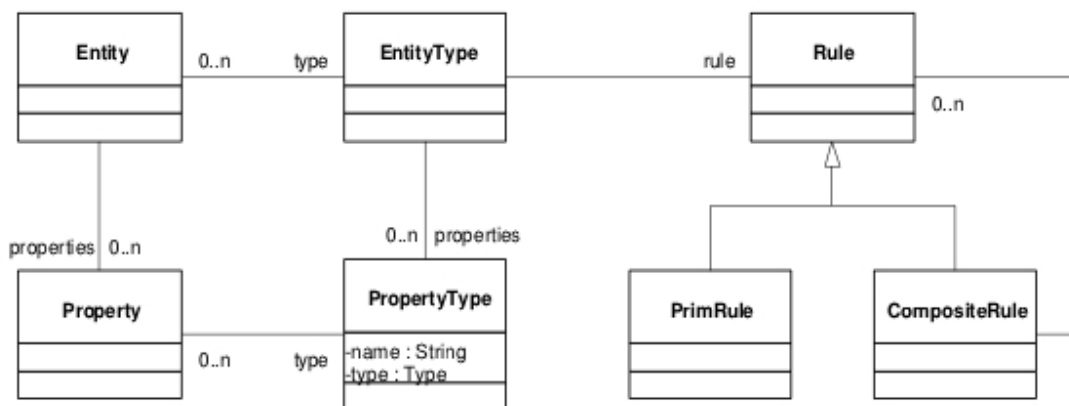 Entity
EntityType
Rule
0..n
type
rule
0..n
properties
0..n
0..n
properties
Property
PropertyType
PrimRule
CompositeRule
0..n
type
-name : String
-type : Type